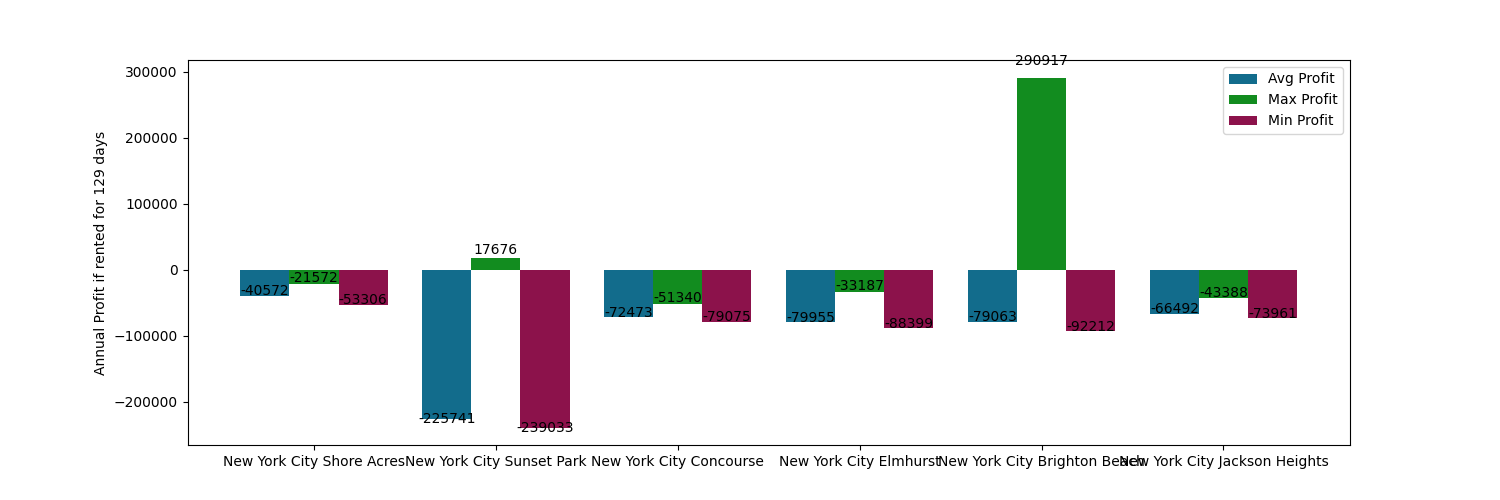 290917
Avg Profit
Max Profit
Min Profit
Annual Profit if rented for 129 days
300000
200000
100000
0
−100000
−200000
17676
-40572
-21572
-53306
-225741
-239033
-72473
-51340
-79075
-79955
-33187
-88399
-79063
-92212
-66492
-43388
-73961
New York City Shore Acres
New York City Sunset Park
New York City Concourse
New York City Elmhurst
New York City Brighton Beach
New York City Jackson Heights